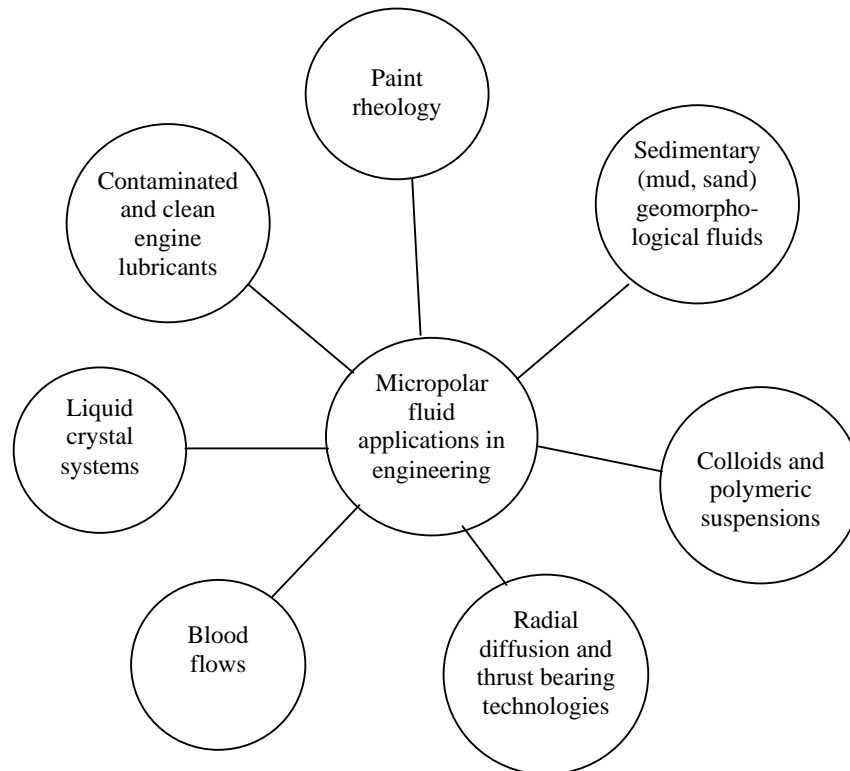 Paint
rheology
Sedimentary
(mud, sand)
geomorpho-
logical fluids
Contaminated
and clean
engine
lubricants
Micropolar
fluid
applications in
engineering
Liquid
crystal
systems
Colloids and
polymeric
suspensions
Blood
flows
Radial
diffusion and
thrust bearing
technologies